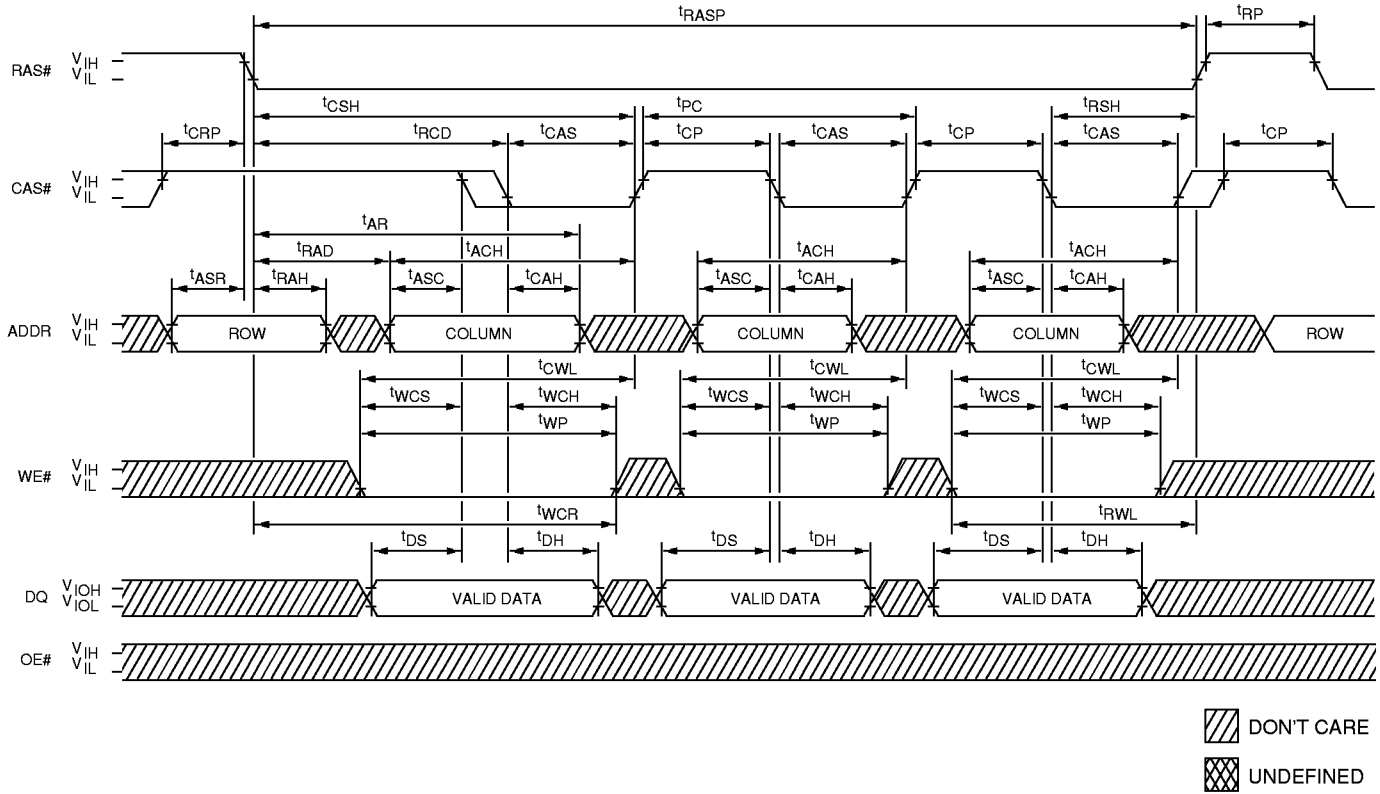 tRASP tRP
RAS# VIH
VIL
tCSH tPC tRSH
tCRP tRCD tCAS tCP tCAS tCP tCAS tCP
CAS# VIH
VIL
tAR
tRAD tACH tACH tACH
tASR tRAH tASC tCAH tASC tCAH tASC tCAH
ADDR VIH
VIL
ROW COLUMN COLUMN COLUMN ROW
tCWL tCWL tCWL
tWCS tWCH tWCS tWCH tWCS tWCH
tWP tWP tWP
WE# VIH
VIL
tWCR tRWL
tDS tDH tDS tDH tDS tDH
DQ VIOH
VIOL
VALID DATA VALID DATA VALID DATA
OE# VIH
VIL
DON'T CARE
UNDEFINED